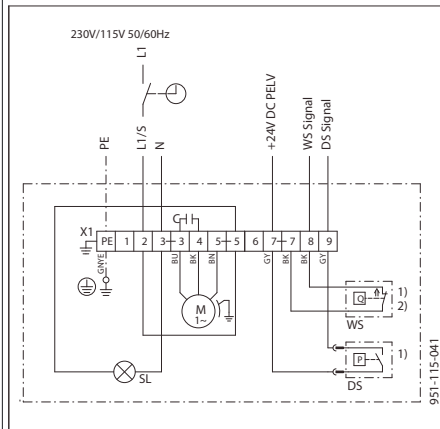 230V/115V 50/60Hz
L1
PE
L1/S
N
+24V DC PELV
WS Signal
DS Signal
X1
C
PE 1 2 3 3 4 5 5 6 7 7 8 9
GNYE
BU
BK
BN
GY
BK
BK
GY
M
1~
Q
1)
2)
WS
P
1)
DS
SL
951-115-041